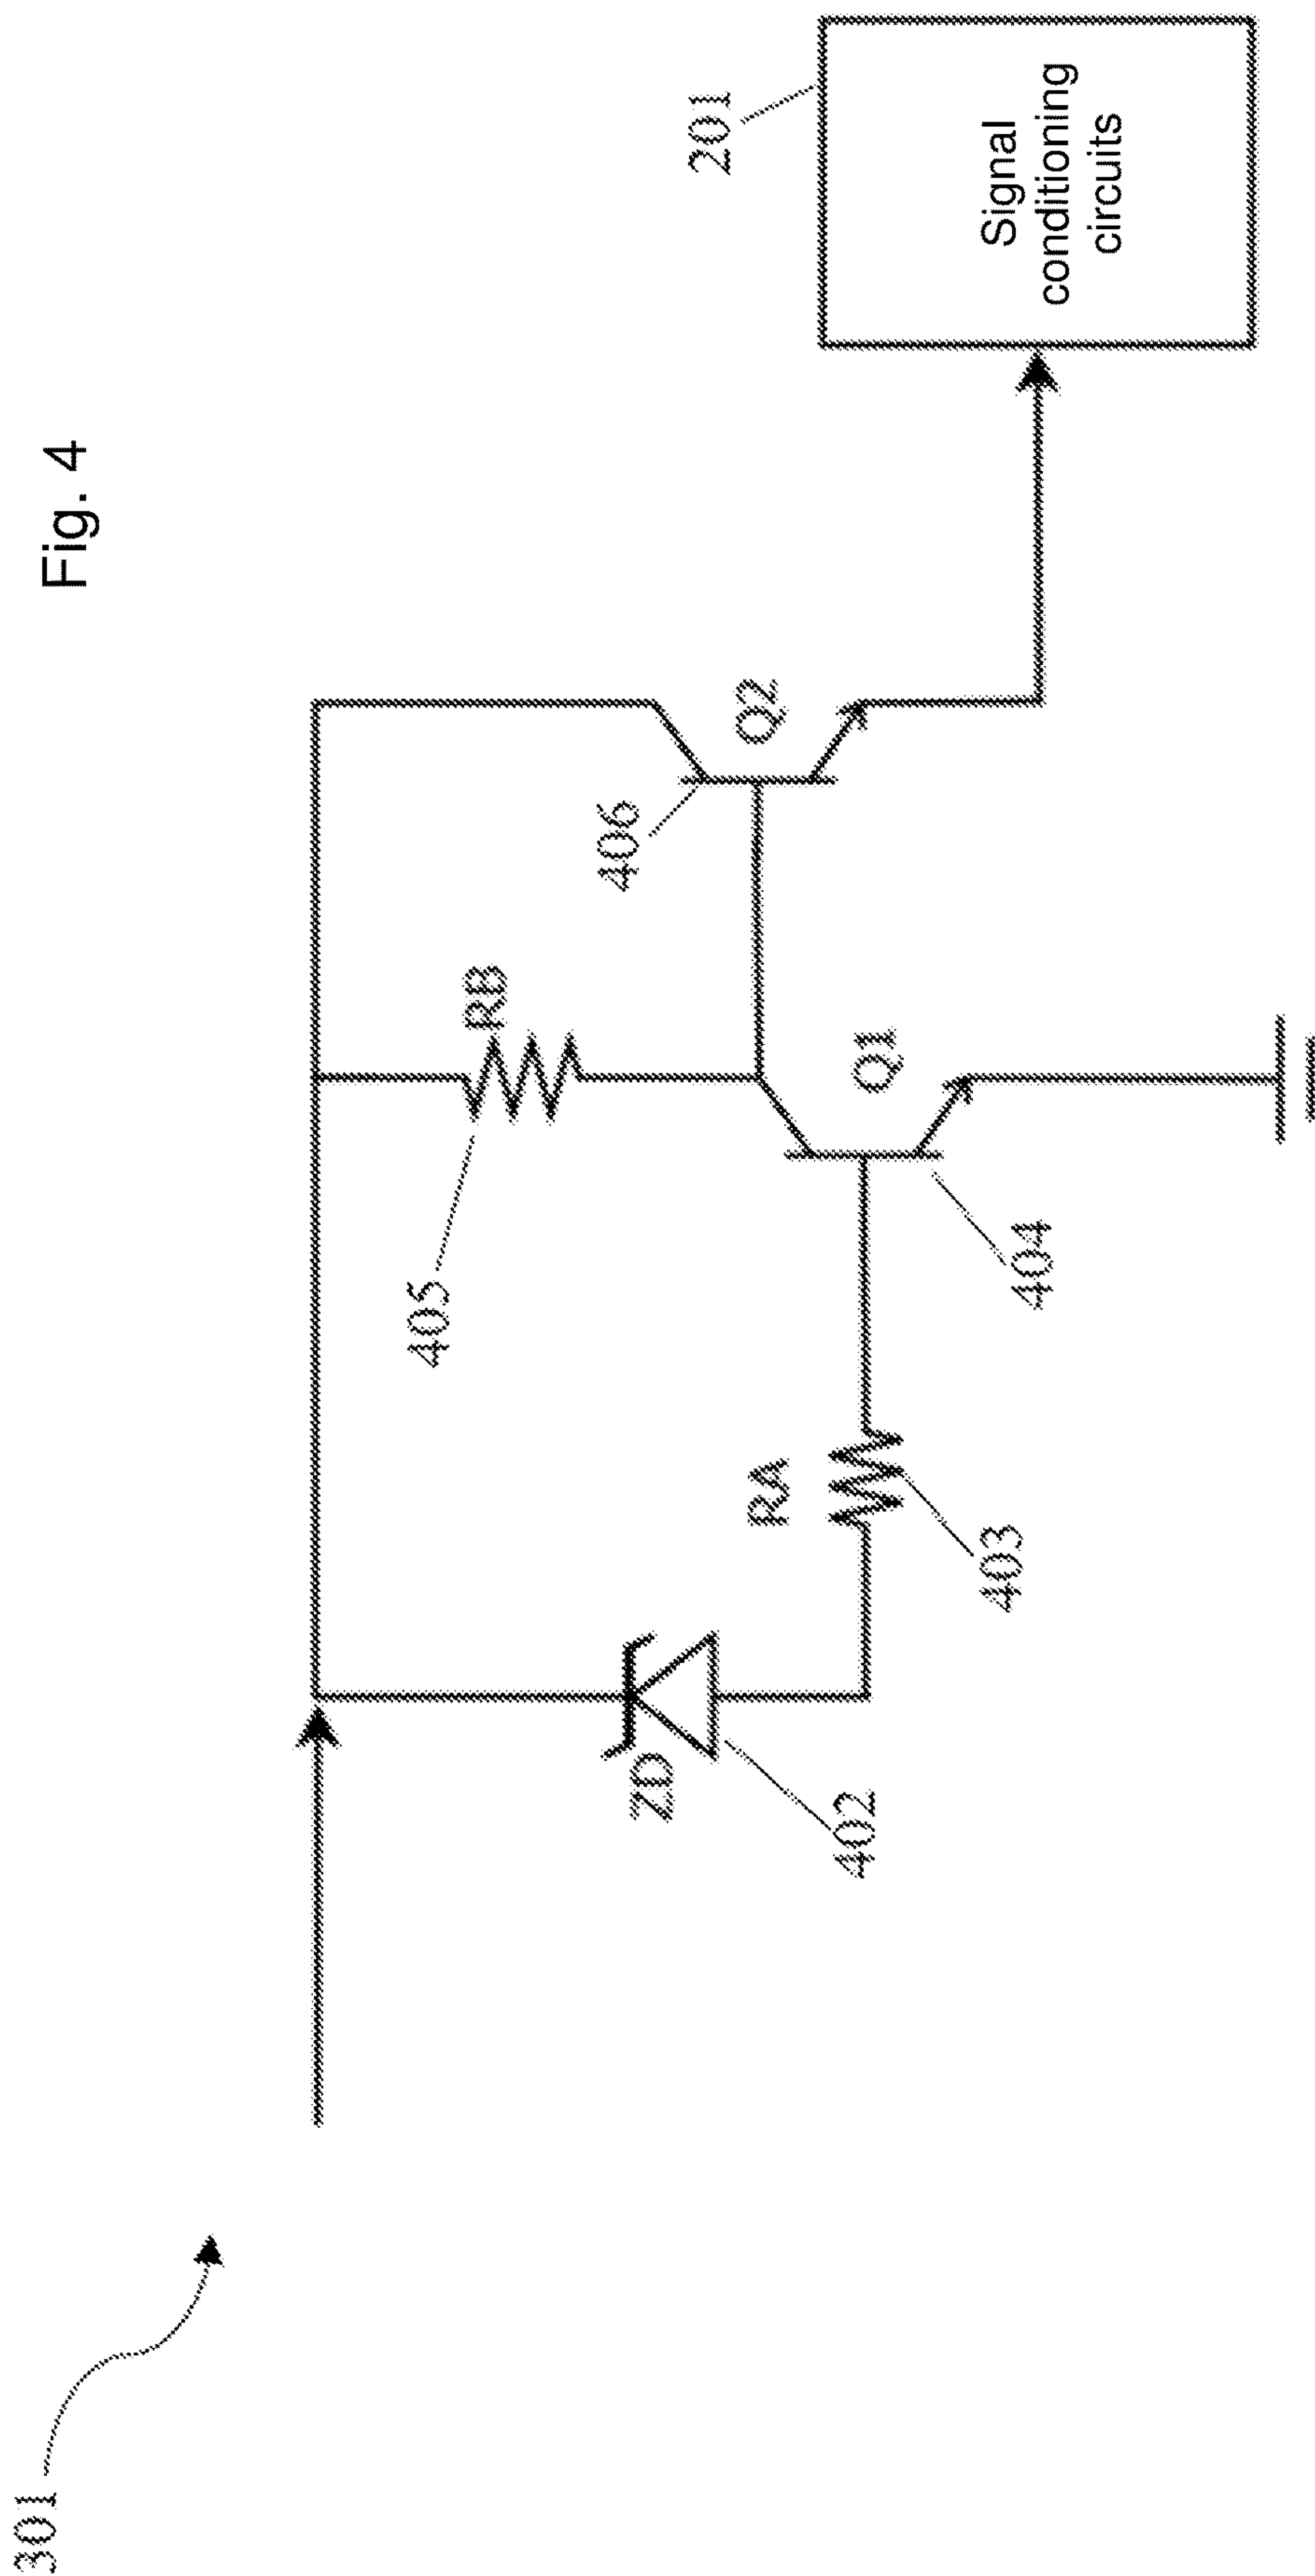 Fig. 4
301
405
RB
406
Q2
201
Signal
conditioning
circuits
ZD
402
RA
403
Q1
404